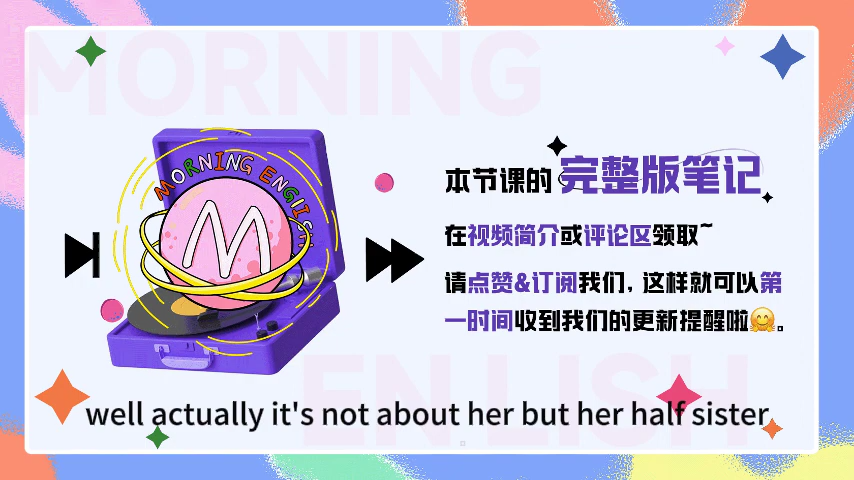 MORNING
MORNING ENGlISH
M
本节课的 完整版笔记
在视频简介或评论区领取~
请点赞&订阅我们, 这样就可以第
一时间收到我们的更新提醒啦🤗。
EN LISH
well actually it's not about her but her half sister